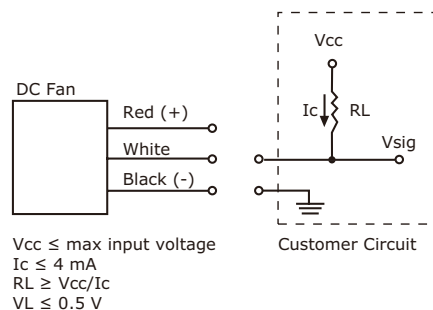 Vcc
DC Fan
Ic
RL
Red (+)
Vsig
White
Black (-)
Vcc ≤ max input voltage
Ic ≤ 4 mA
RL ≥ Vcc/Ic
VL ≤ 0.5 V
Customer Circuit